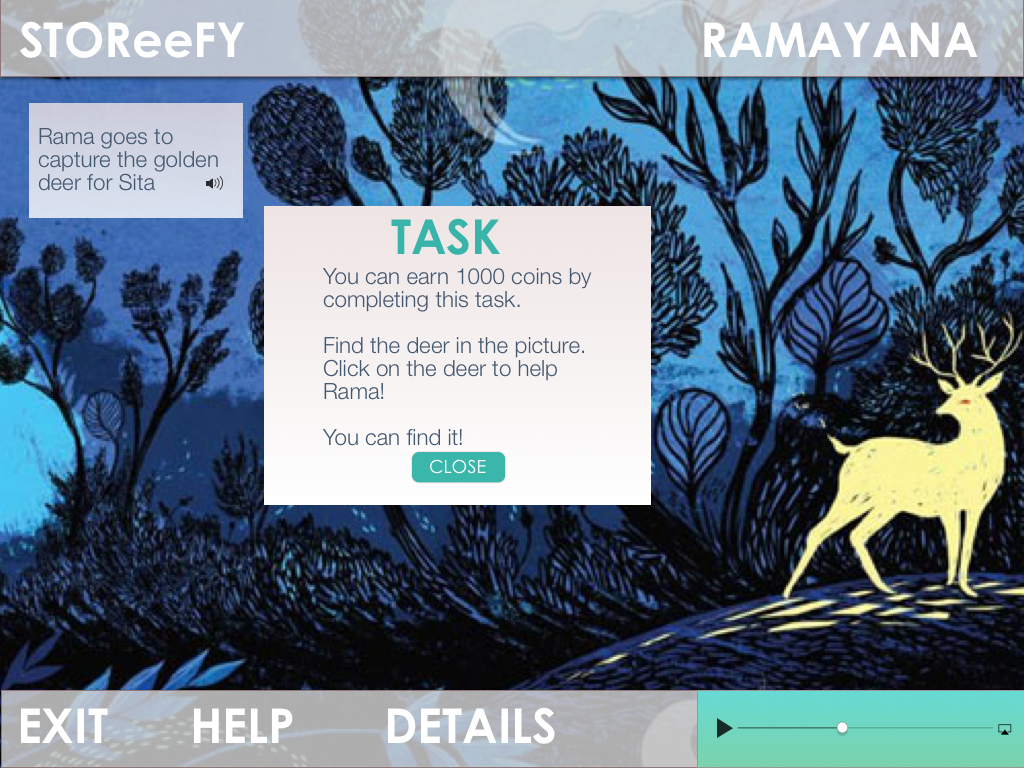 STOReeFY
RAMAYANA
Rama goes to
capture the golden
deer for Sita
TASK
You can earn 1000 coins by
completing this task.
Find the deer in the picture.
Click on the deer to help
Rama!
You can find it!
CLOSE
EXIT
HELP
DETAILS